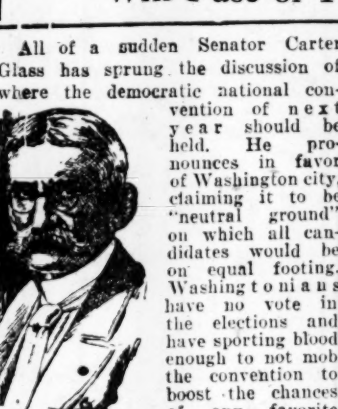 All of a sudden Senator Carter
Glass has sprung the discussion of
where the democratic national con-
vention of next
year should be
held. He pro-
nounces in favor
of Washington city,
claiming it to be
"neutral ground"
on which all can-
didates would be
on equal footing.
Washingtonians
have no vote in
the elections and
have sporting blood
enough to not mob
the convention to
boost the chances